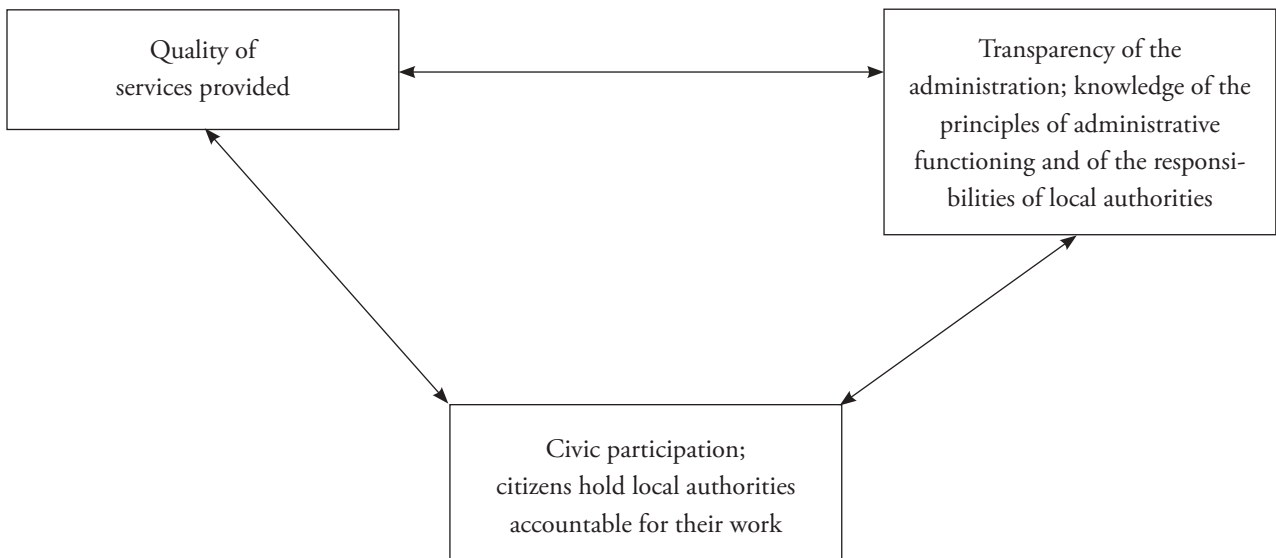 Quality of
services provided
Transparency of the
administration; knowledge of the
principles of administrative
functioning and of the responsi-
bilities of local authorities
Civic participation;
citizens hold local authorities
accountable for their work